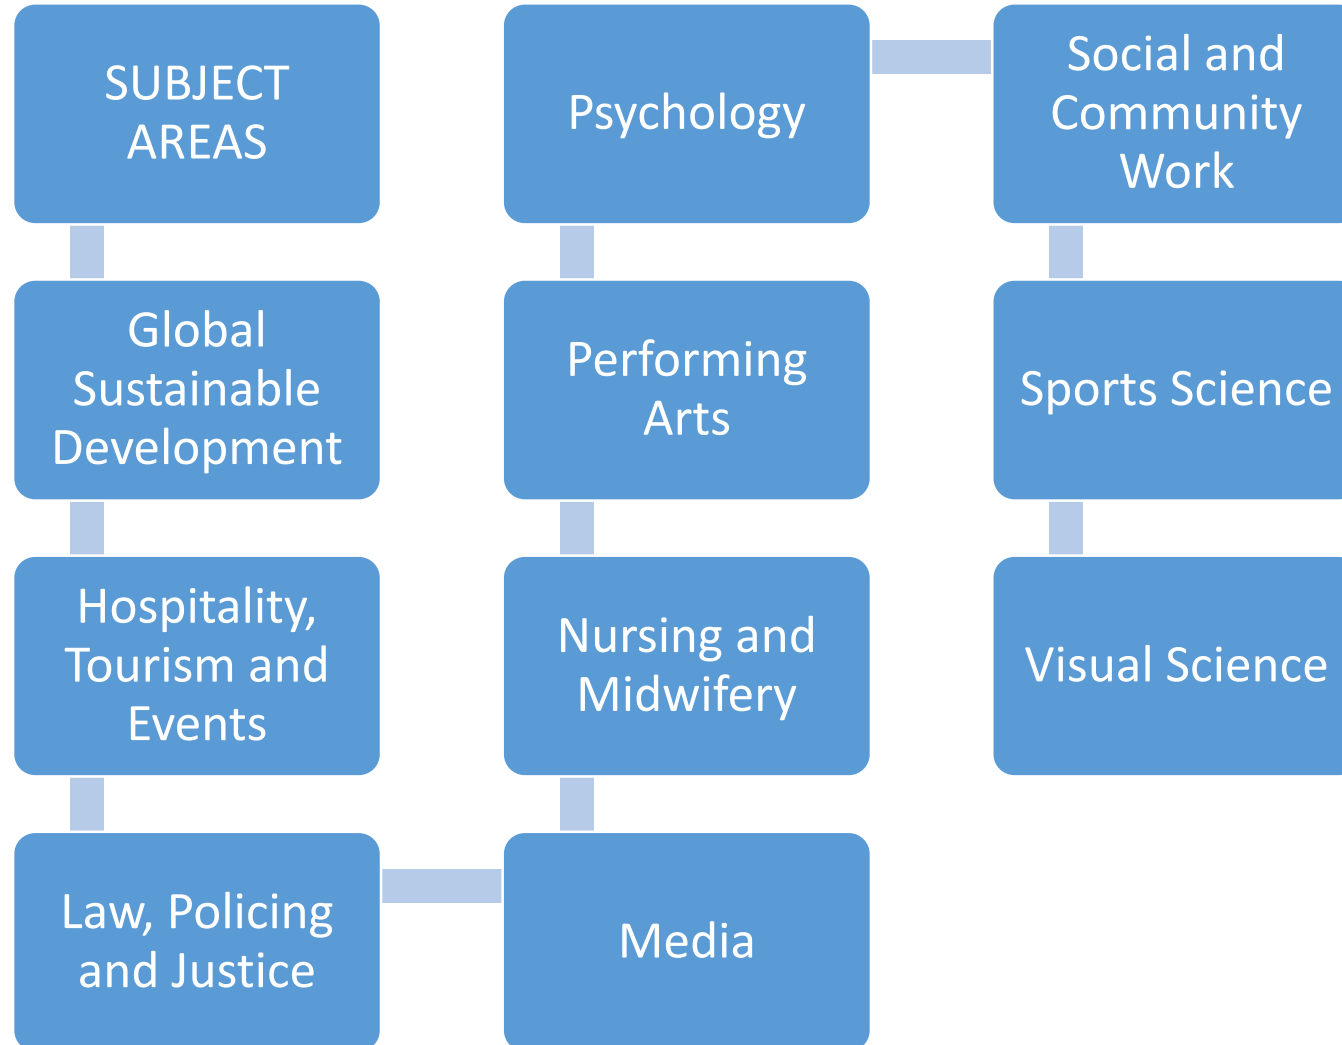 SUBJECT
AREAS
Global
Sustainable
Development
Hospitality,
Tourism and
Events
Law, Policing
and Justice
Media
Nursing and
Midwifery
Performing
Arts
Psychology
Social and
Community
Work
Sports Science
Visual Science